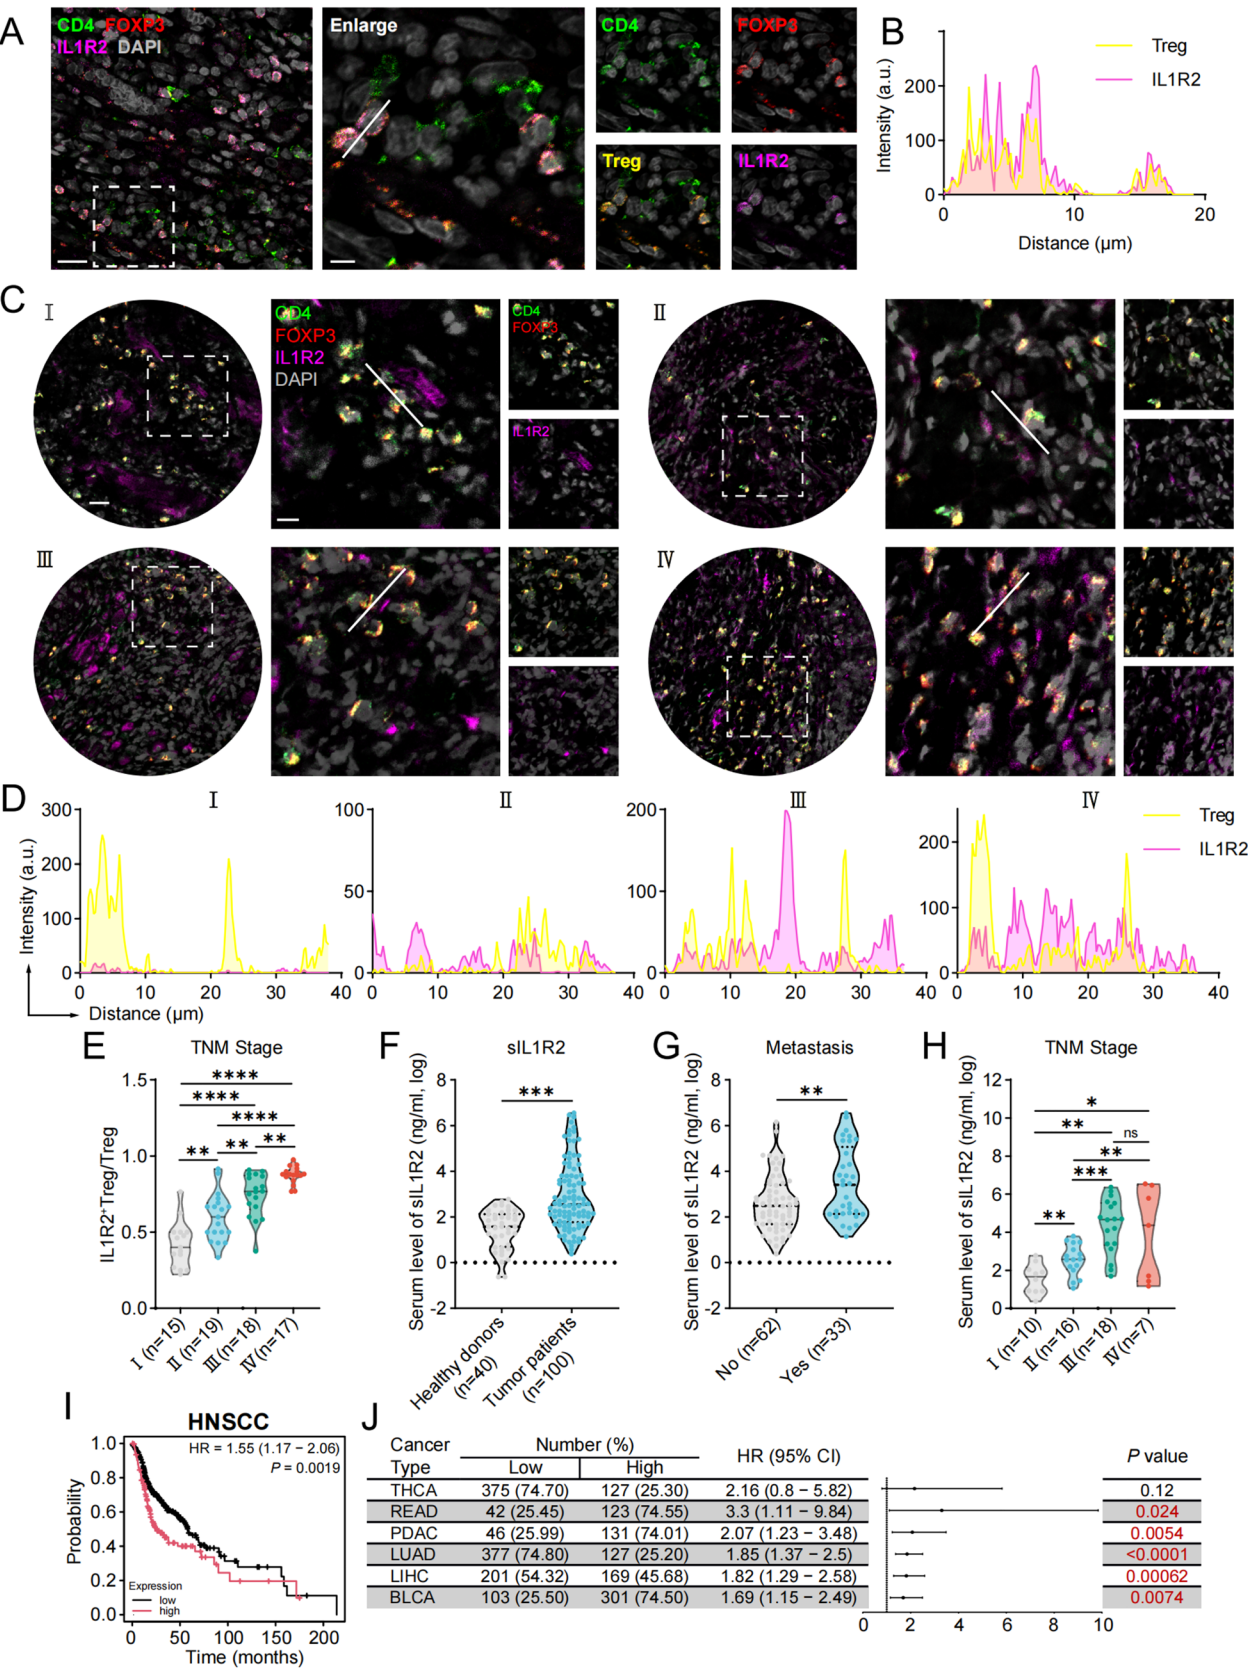 A
CD4 FOXP3
IL1R2 DAPI
Enlarge
CD4
FOXP3
Treg
IL1R2
B
Intensity (a.u.)
200
100
0
0 10 20
Distance (μm)
Treg
IL1R2
C
I
CD4
FOXP3
IL1R2
DAPI
CD4
FOXP3
IL1R2
II
III
IV
D
I
II
III
IV
Treg
IL1R2
Intensity (a.u.)
300
200
100
0
0 10 20 30 40
100
50
0
0 10 20 30 40
200
100
0
0 10 20 30 40
200
100
0
0 10 20 30 40
Distance (μm)
E
TNM Stage
IL1R2+Treg/Treg
1.5
1.0
0.5
0.0
****
****
****
** ** **
I (n=15)
II (n=19)
III (n=18)
IV (n=17)
F
sIL1R2
Serum level of sIL1R2 (ng/ml, log)
8
6
4
2
0
-2
***
Healthy donors
(n=40)
Tumor patients
(n=100)
G
Metastasis
Serum level of sIL1R2 (ng/ml, log)
8
6
4
2
0
-2
**
No (n=62)
Yes (n=33)
H
TNM Stage
Serum level of sIL1R2 (ng/ml, log)
12
10
8
6
4
2
0
*
**
ns
**
***
**
I (n=10)
II (n=16)
III (n=18)
IV (n=7)
I
HNSCC
HR = 1.55 (1.17 − 2.06)
P = 0.0019
Probability
1.0
0.8
0.6
0.4
0.2
0.0
Expression
low
high
0 50 100 150 200
Time (months)
J
Cancer Type Number (%) HR (95% CI) P value
Low High
THCA 375 (74.70) 127 (25.30) 2.16 (0.8 − 5.82) 0.12
READ 42 (25.45) 123 (74.55) 3.3 (1.11 − 9.84) 0.024
PDAC 46 (25.99) 131 (74.01) 2.07 (1.23 − 3.48) 0.0054
LUAD 377 (74.80) 127 (25.20) 1.85 (1.37 − 2.5) <0.0001
LIHC 201 (54.32) 169 (45.68) 1.82 (1.29 − 2.58) 0.00062
BLCA 103 (25.50) 301 (74.50) 1.69 (1.15 − 2.49) 0.0074
0 2 4 6 8 10